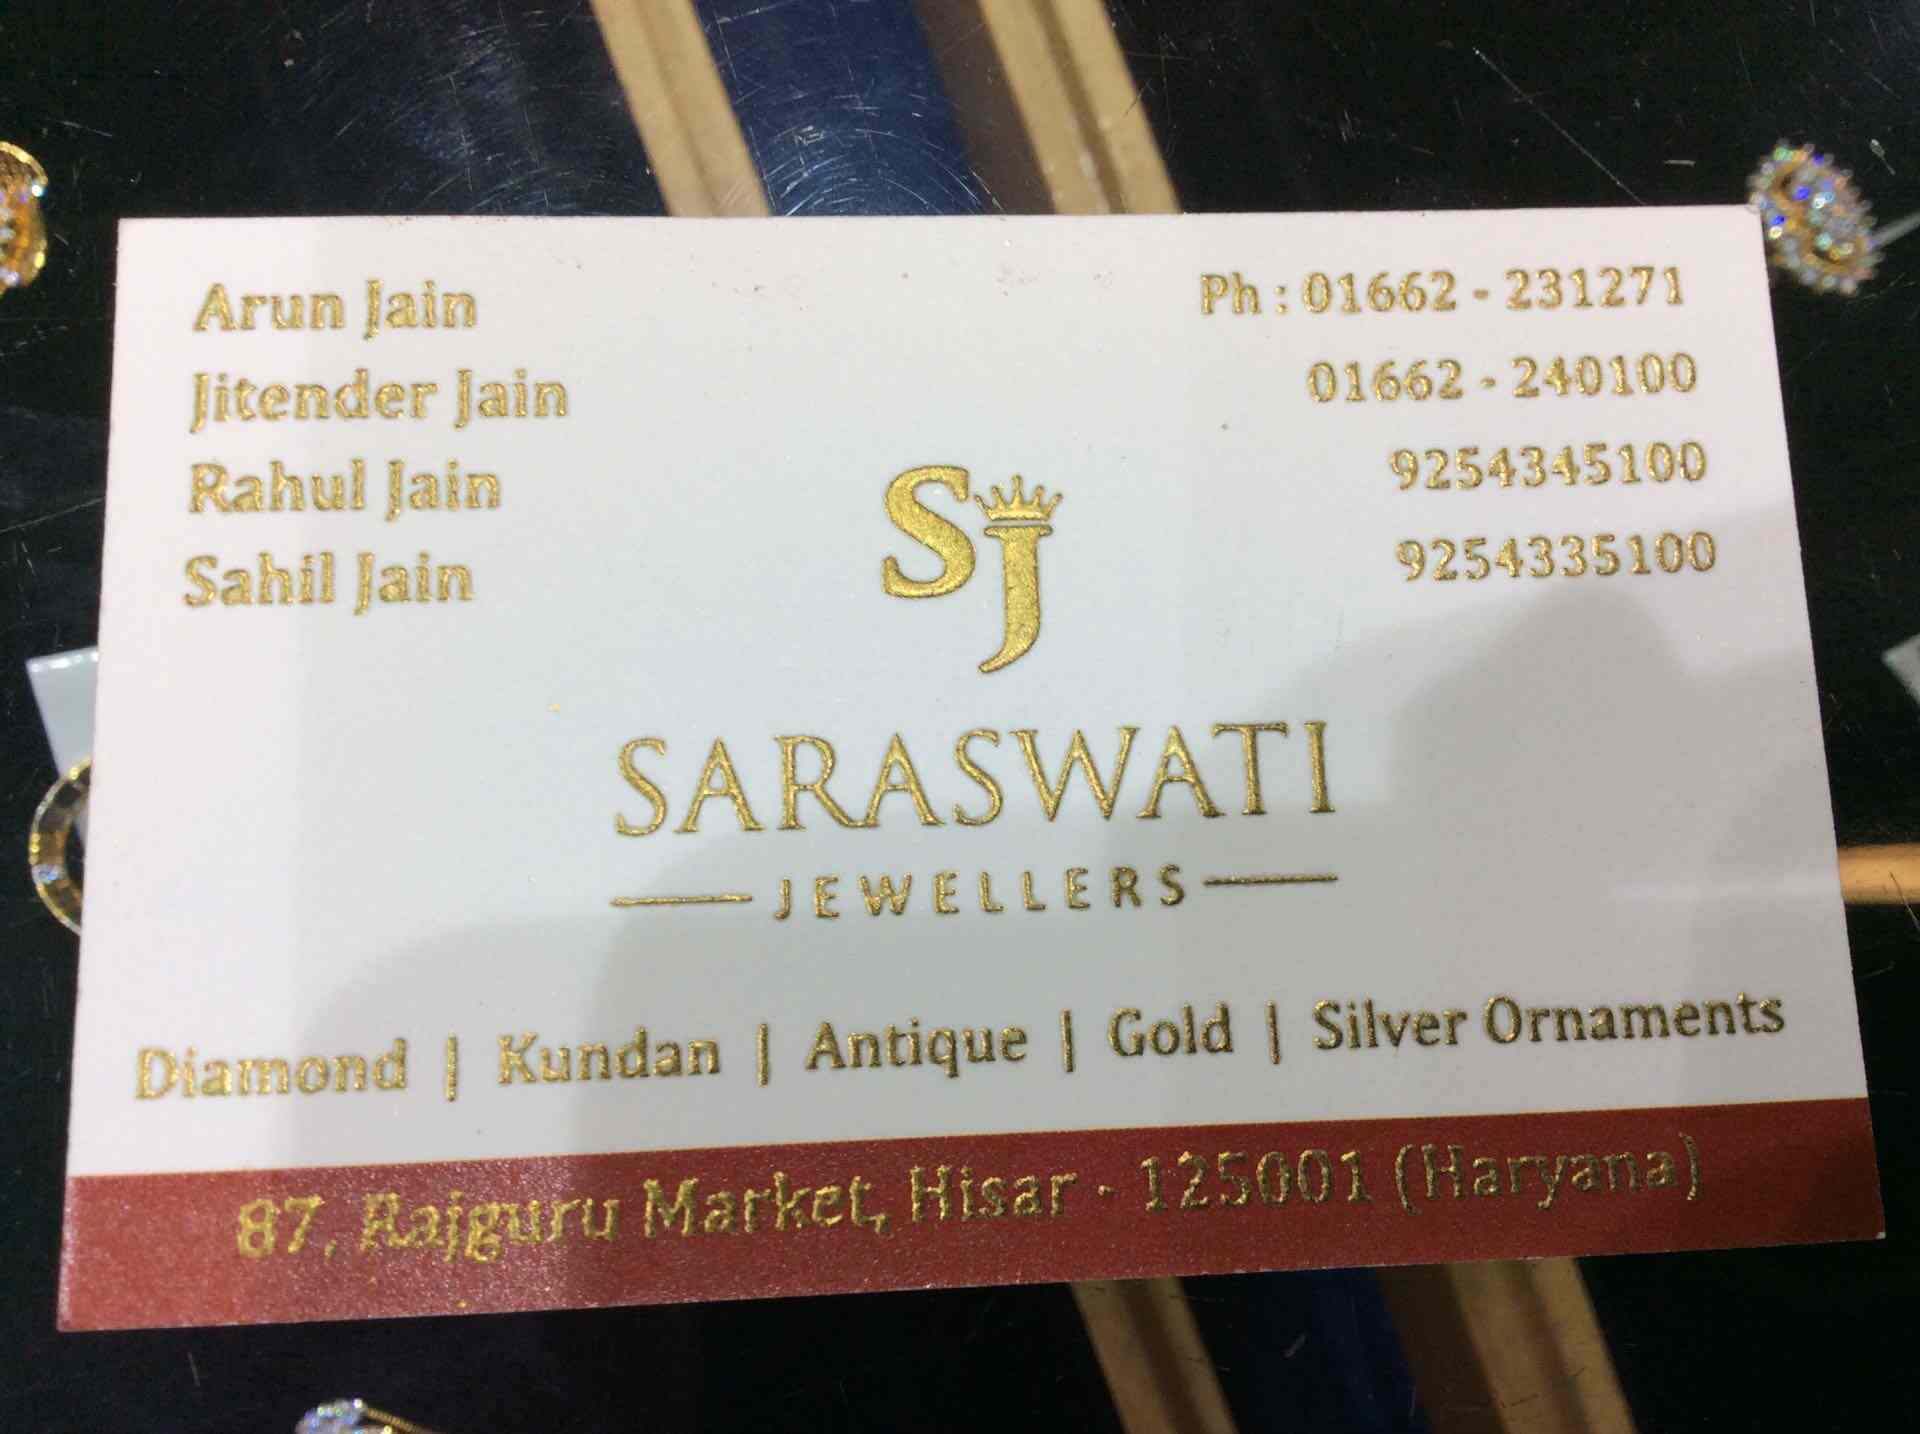 Arun Jain
Jitender Jain
Rahul Jain
Sahil Jain
Ph : 01662 - 231271
01662 - 240100
9254345100
9254335100
SJ
SARASWATI
JEWELLERS
Diamond | Kundan | Antique | Gold | Silver Ornaments
87, Rajguru Market, Hisar - 125001 (Haryana)